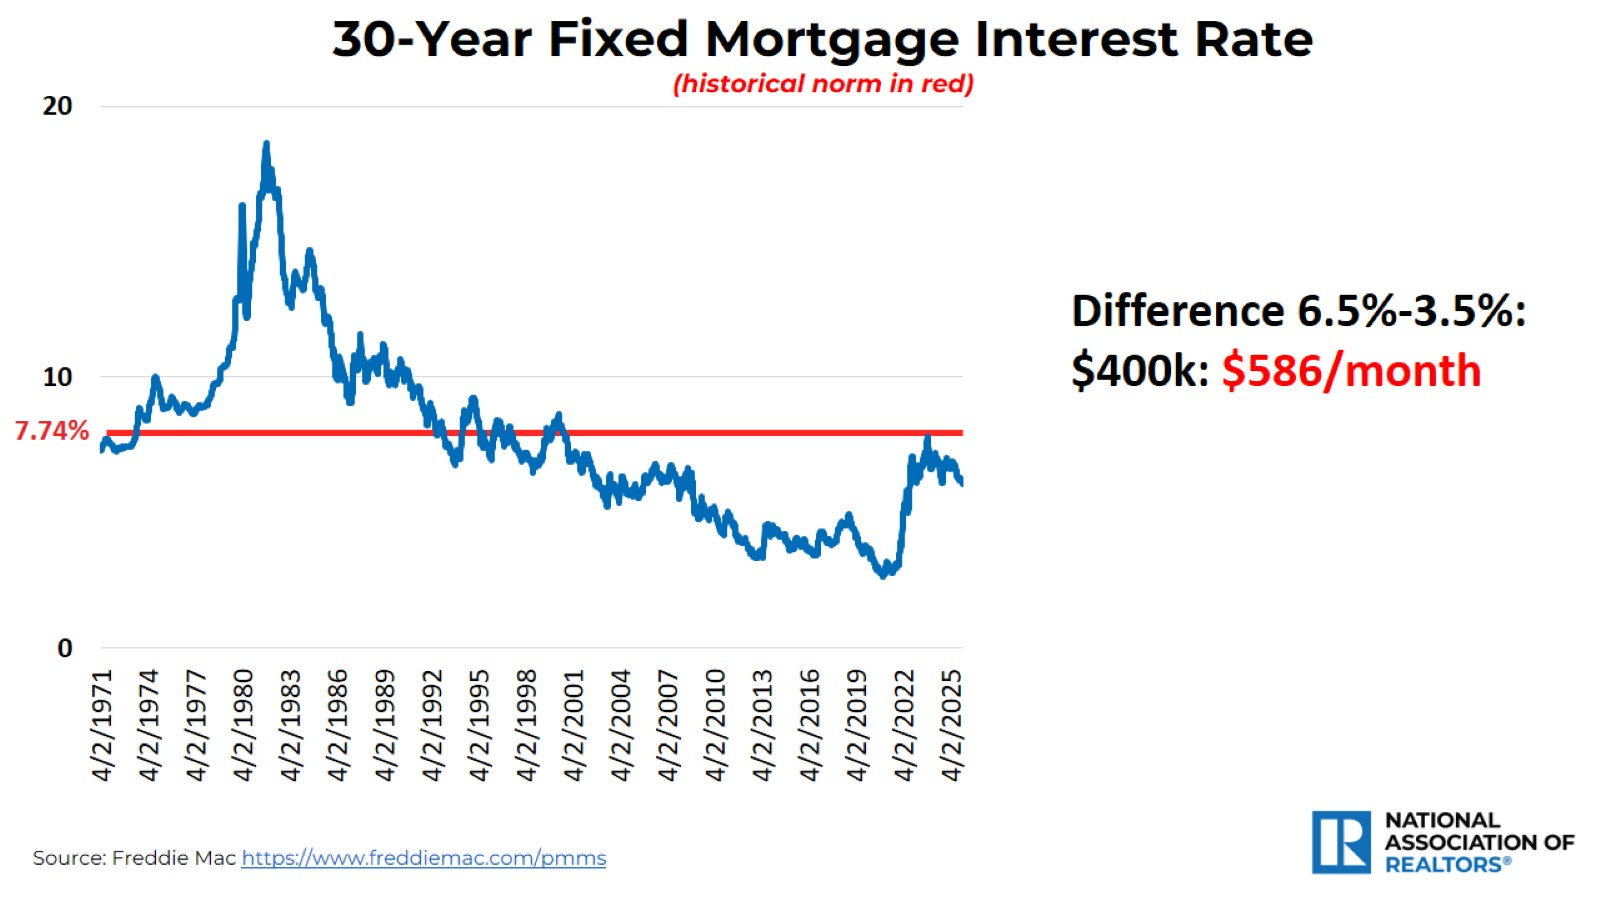 30-Year Fixed Mortgage Interest Rate
(historical norm in red)
20
10
7.74%
0
4/2/1971
4/2/1974
4/2/1977
4/2/1980
4/2/1983
4/2/1986
4/2/1989
4/2/1992
4/2/1995
4/2/1998
4/2/2001
4/2/2004
4/2/2007
4/2/2010
4/2/2013
4/2/2016
4/2/2019
4/2/2022
4/2/2025
Difference 6.5%-3.5%:
$400k: $586/month
Source: Freddie Mac https://www.freddiemac.com/pmms
R
NATIONAL
ASSOCIATION OF
REALTORS®